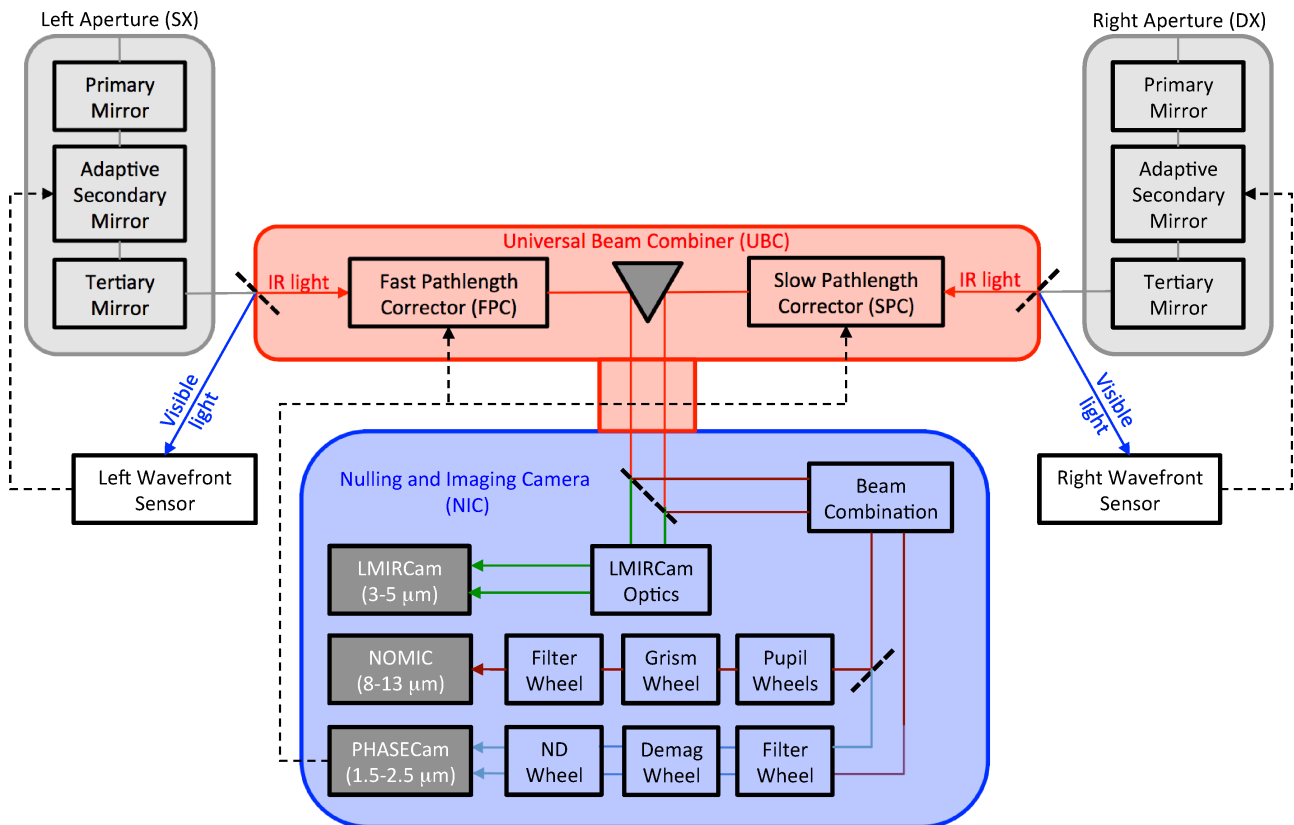 Left Aperture (SX)
Right Aperture (DX)
Primary
Mirror
Adaptive
Secondary
Mirror
Tertiary
Mirror
Primary
Mirror
Adaptive
Secondary
Mirror
Tertiary
Mirror
Universal Beam Combiner (UBC)
IR light
Fast Pathlength
Corrector (FPC)
Slow Pathlength
Corrector (SPC)
IR light
Visible
light
Visible
light
Left Wavefront
Sensor
Right Wavefront
Sensor
Nulling and Imaging Camera
(NIC)
Beam
Combination
LMIRCam
(3-5 μm)
LMIRCam
Optics
NOMIC
(8-13 μm)
Filter
Wheel
Grism
Wheel
Pupil
Wheels
PHASECam
(1.5-2.5 μm)
ND
Wheel
Demag
Wheel
Filter
Wheel